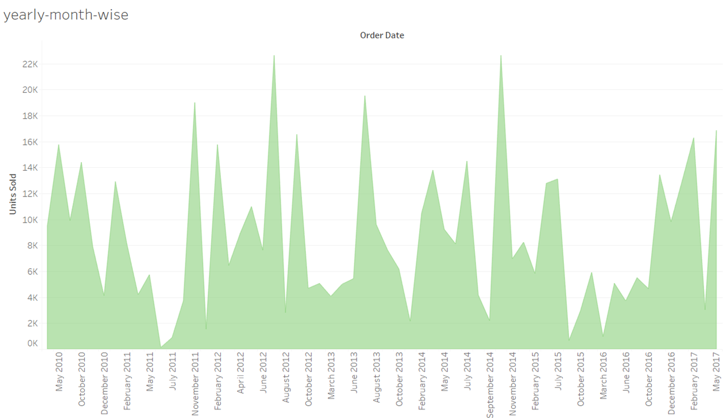 yearly-month-wise
Order Date
Units Sold
22K
20K
18K
16K
14K
12K
10K
8K
6K
4K
2K
0K
May 2010
October 2010
December 2010
February 2011
May 2011
July 2011
November 2011
February 2012
April 2012
June 2012
August 2012
October 2012
March 2013
June 2013
August 2013
October 2013
February 2014
May 2014
July 2014
September 2014
November 2014
February 2015
July 2015
October 2015
March 2016
June 2016
October 2016
December 2016
February 2017
May 2017